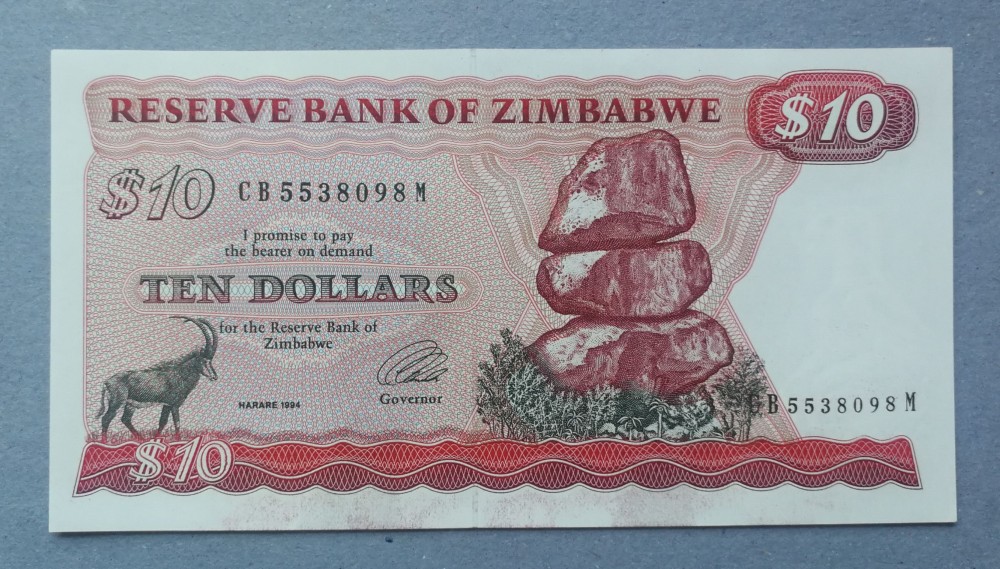 RESERVE BANK OF ZIMBABWE
$10
$10
CB5538098M
I promise to pay
the bearer on demand
TEN DOLLARS
for the Reserve Bank of
Zimbabwe
Governor
HARARE 1994
CB5538098M
$10